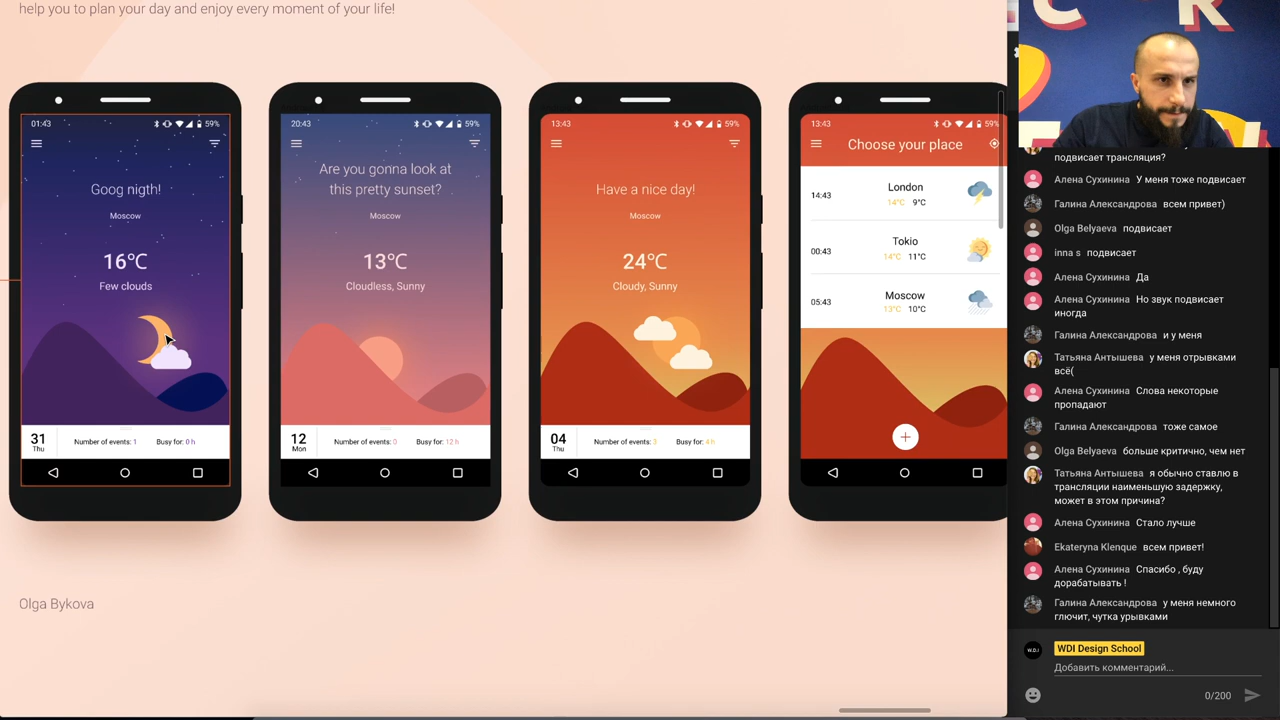 help you to plan your day and enjoy every moment of your life!
01:43
59%
Goog nigth!
Moscow
16°C
Few clouds
31
Thu
Number of events: 1
Busy for: 0 h
20:43
59%
Are you gonna look at
this pretty sunset?
Moscow
13°C
Cloudless, Sunny
12
Mon
Number of events: 0
Busy for: 12 h
13:43
59%
Have a nice day!
Moscow
24°C
Cloudy, Sunny
04
Thu
Number of events: 3
Busy for: 4 h
13:43
59%
Choose your place
14:43
London
14°C 9°C
00:43
Tokio
14°C 11°C
05:43
Moscow
13°C 10°C
Olga Bykova
C R
подвисает трансляция?
Алена Сухинина У меня тоже подвисает
Галина Александрова всем привет)
Olga Belyaeva подвисает
inna s подвисает
Алена Сухинина Да
Алена Сухинина Но звук подвисает
иногда
Галина Александрова и у меня
Татьяна Антышева у меня отрывками
всё(
Алена Сухинина Слова некоторые
пропадают
Галина Александрова тоже самое
Olga Belyaeva больше критично, чем нет
Татьяна Антышева я обычно ставлю в
трансляции наименьшую задержку,
может в этом причина?
Алена Сухинина Стало лучше
Ekateryna Klenque всем привет!
Алена Сухинина Спасибо , буду
дорабатывать !
Галина Александрова у меня немного
глючит, чутка урывками
W.D.I
WDI Design School
Добавить комментарий...
0/200